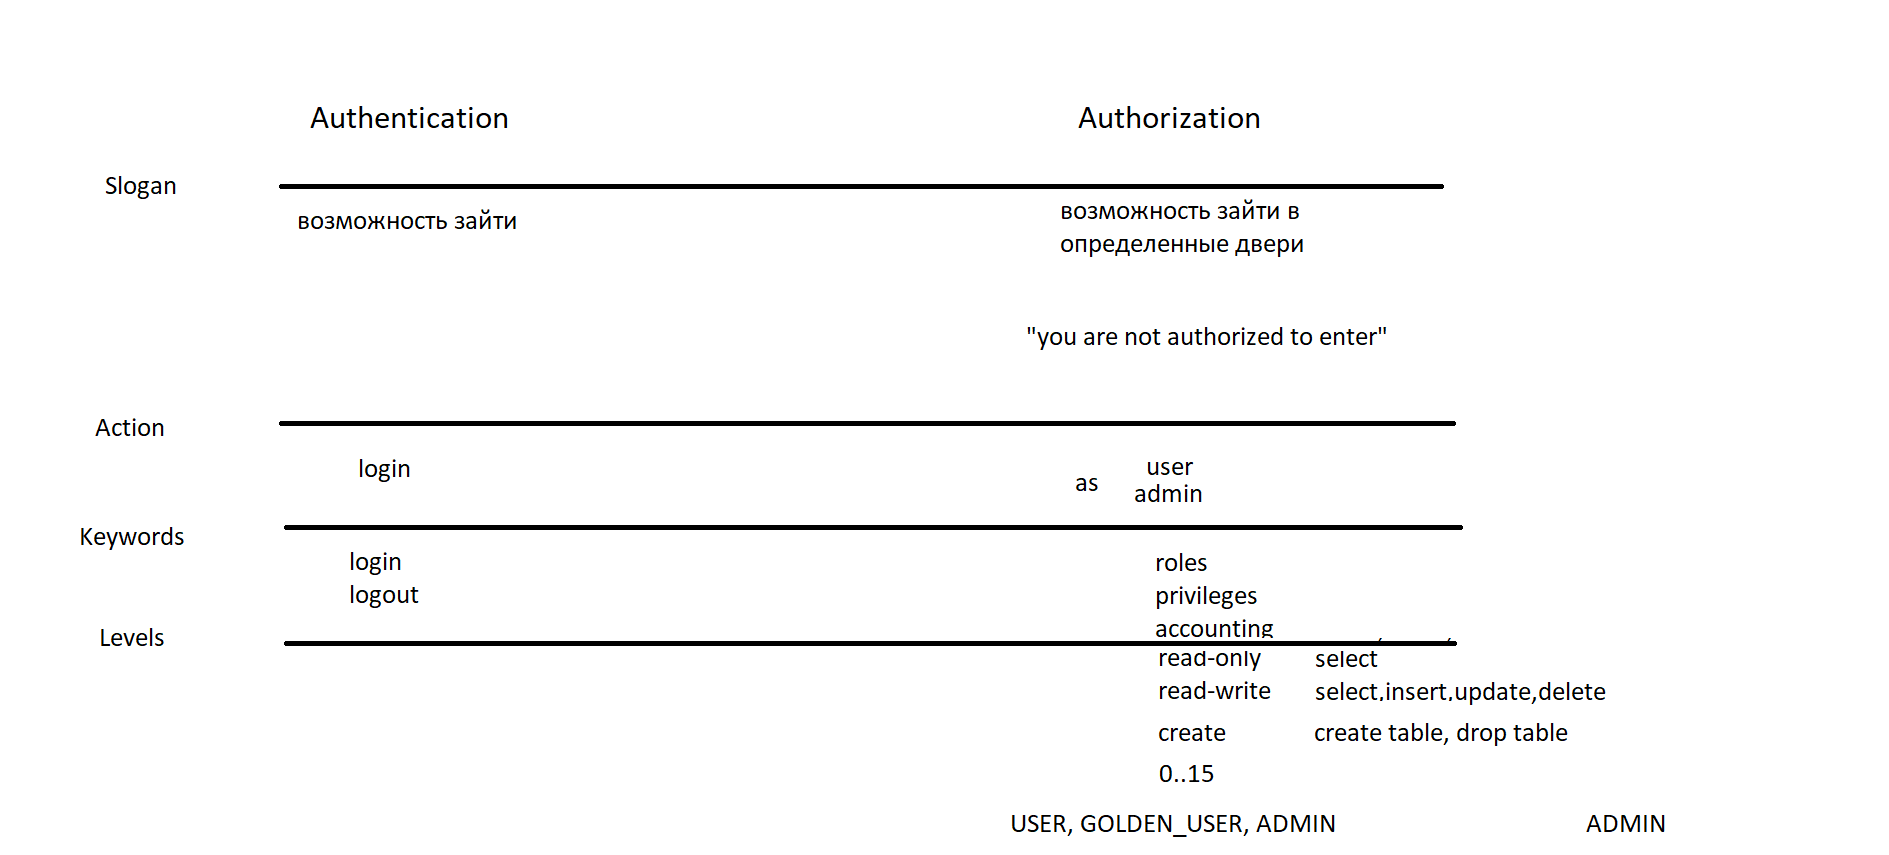 Authentication Authorization
Slogan
возможность зайти
возможность зайти в
определенные двери
"you are not authorized to enter"
Action
login
as
user
admin
Keywords
login
logout
roles
privileges
accounting
Levels
read-only select
read-write select,insert,update,delete
create create table, drop table
0..15
USER, GOLDEN_USER, ADMIN ADMIN